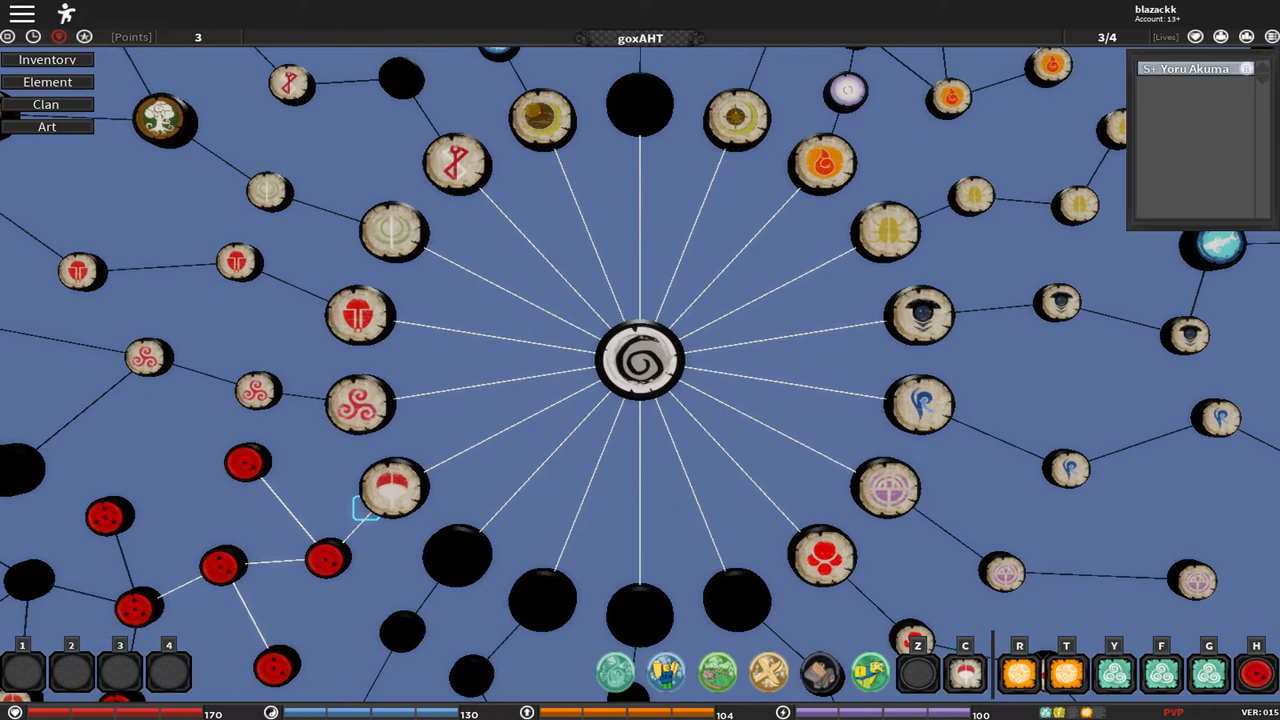 blazackk
Account: 13+
[Points] 3
goxAHT
3/4 [Lives]
Inventory
Element
Clan
Art
S+ Yoru Akuma
1 2 3 4
Z C R T Y F G H
170 130 104 100
PVP
VER:015